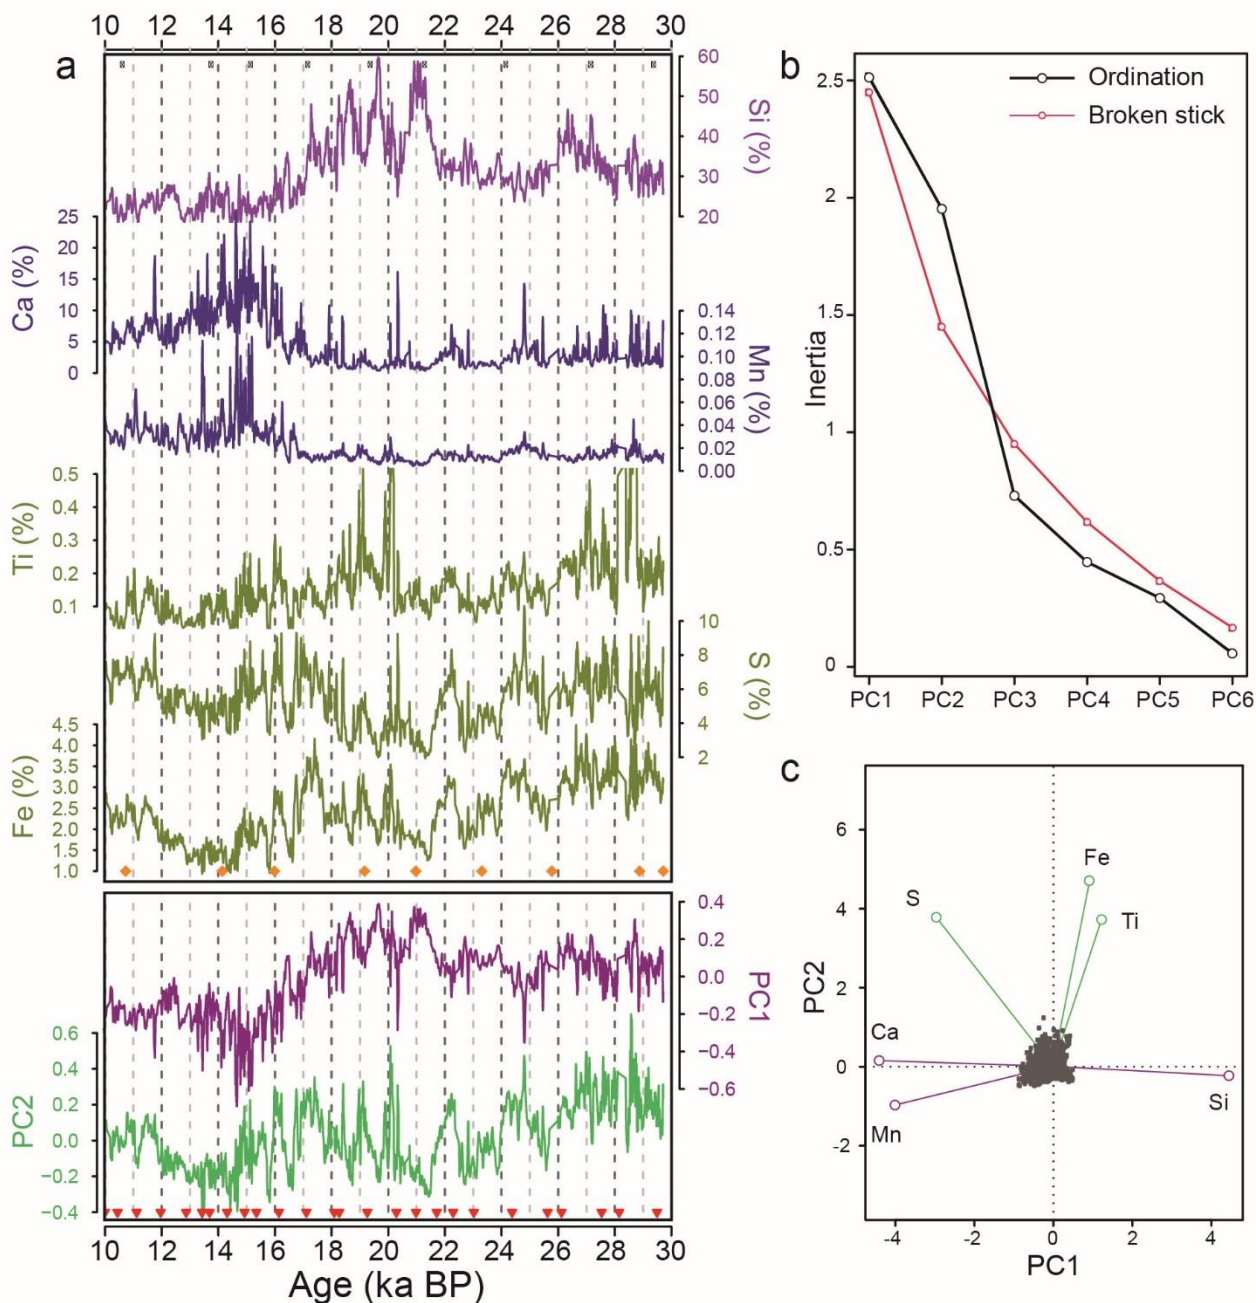 10 12 14 16 18 20 22 24 26 28 30
a
60
50
40
30
20
Si (%)
25
20
15
10
5
0
Ca (%)
0.14
0.12
0.10
0.08
0.06
0.04
0.02
0.00
Mn (%)
0.5
0.4
0.3
0.2
0.1
Ti (%)
10
8
6
4
2
S (%)
4.5
4.0
3.5
3.0
2.5
2.0
1.5
1.0
Fe (%)
0.4
0.2
0.0
−0.2
−0.4
−0.6
PC1
0.6
0.4
0.2
0.0
−0.2
−0.4
PC2
10 12 14 16 18 20 22 24 26 28 30
Age (ka BP)
b
Ordination
Broken stick
2.5
2
1.5
1
0.5
0
Inertia
PC1 PC2 PC3 PC4 PC5 PC6
c
6
4
2
0
-2
PC2
Fe
S
Ti
Ca
Si
Mn
-4 -2 0 2 4
PC1